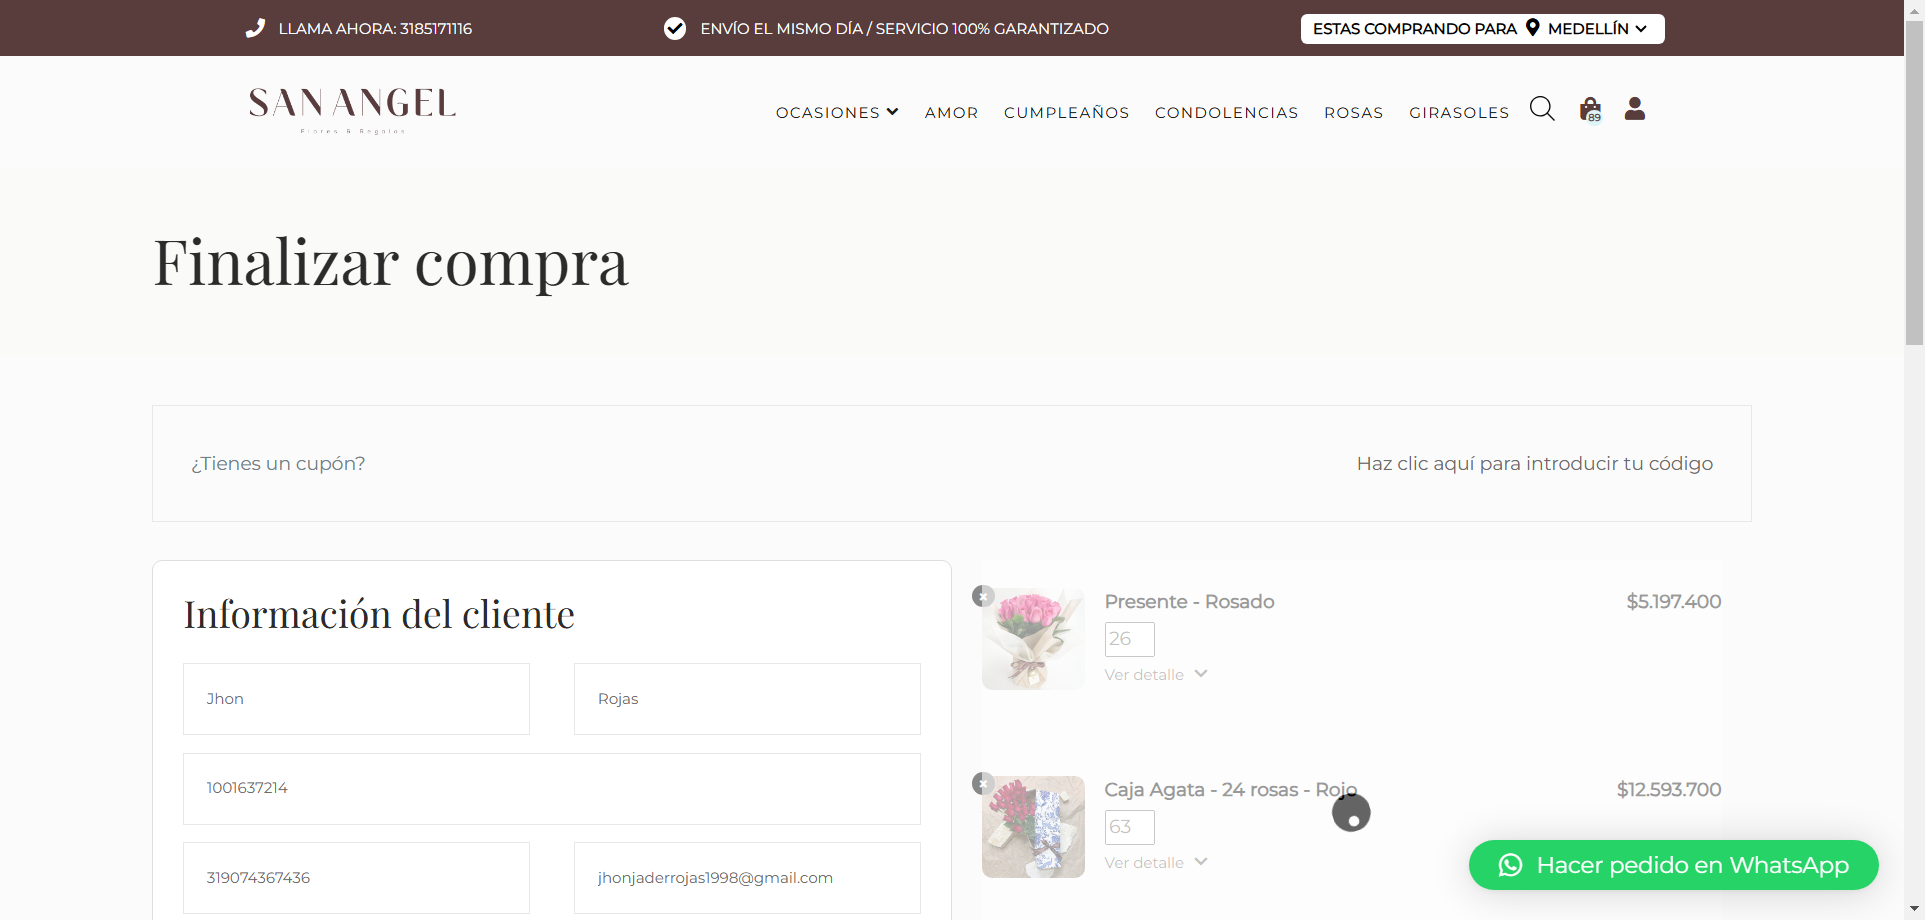 LLAMA AHORA: 3185171116
ENVÍO EL MISMO DÍA / SERVICIO 100% GARANTIZADO
ESTAS COMPRANDO PARA MEDELLÍN
SAN ANGEL
Flores & Regalos
OCASIONES
AMOR
CUMPLEAÑOS
CONDOLENCIAS
ROSAS
GIRASOLES
89
Finalizar compra
¿Tienes un cupón?
Haz clic aquí para introducir tu código
Información del cliente
Jhon
Rojas
1001637214
319074367436
jhonjaderrojas1998@gmail.com
Presente - Rosado
$5.197.400
26
Ver detalle
Caja Agata - 24 rosas - Rojo
$12.593.700
63
Ver detalle
Hacer pedido en WhatsApp